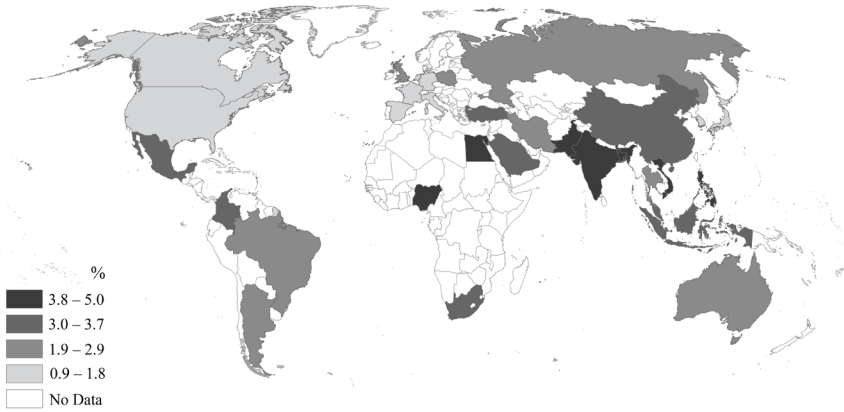 %
3.8 – 5.0
3.0 – 3.7
1.9 – 2.9
0.9 – 1.8
No Data